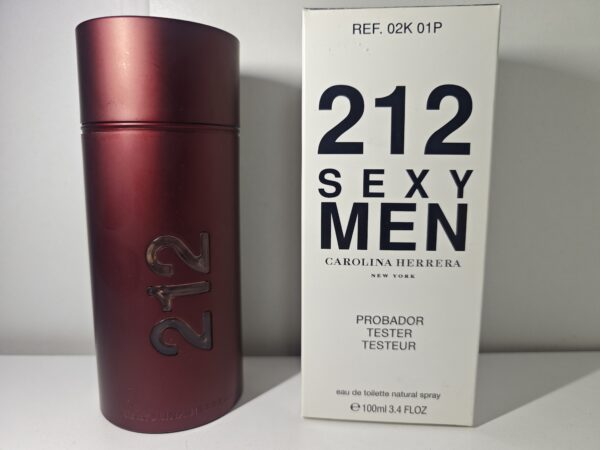 212
REF. 02K 01P
212
SEXY
MEN
CAROLINA HERRERA
NEW YORK
PROBADOR
TESTER
TESTEUR
eau de toilette natural spray
℮100ml 3.4 FLOZ